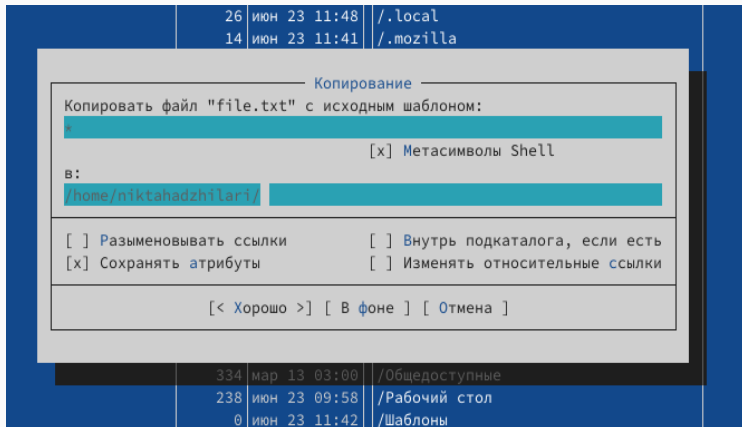 26 июн 23 11:48 /.local
14 июн 23 11:41 /.mozilla
Копирование
Копировать файл "file.txt" с исходным шаблоном:
*
[x] Метасимволы Shell
в:
/home/niktahadzhilari/
[ ] Разыменовывать ссылки [ ] Внутрь подкаталога, если есть
[x] Сохранять атрибуты [ ] Изменять относительные ссылки
[< Хорошо >] [ В фоне ] [ Отмена ]
334 мар 13 03:00 /Общедоступные
238 июн 23 09:58 /Рабочий стол
0 июн 23 11:42 /Шаблоны